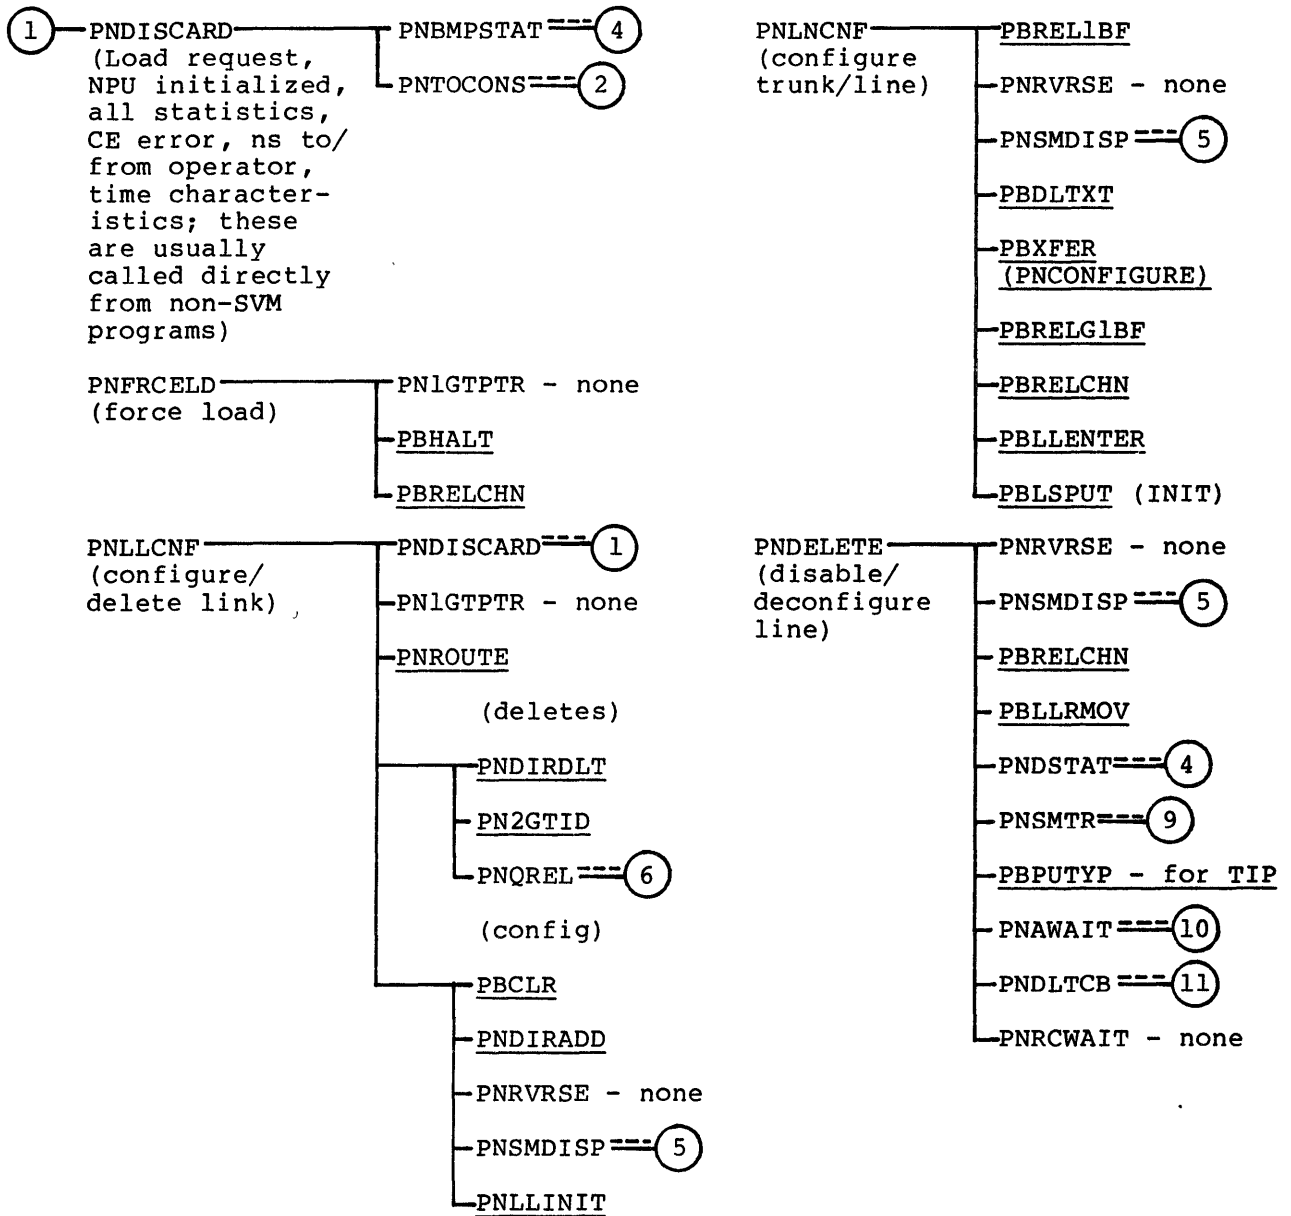 1 PNDISCARD PNBMPSTAT 4
(Load request, PNTOCONS 2
NPU initialized,
all statistics,
CE error, ns to/
from operator,
time character-
istics; these
are usually
called directly
from non-SVM
programs)
PNFRCELD PN1GTPTR - none
(force load)
PBHALT
PBRELCHN
PNLLCNF PNDISCARD 1
(configure/
delete link) PN1GTPTR - none
PNROUTE
(deletes)
PNDIRDLT
PN2GTID
PNQREL 6
(config)
PBCLR
PNDIRADD
PNRVRSE - none
PNSMDISP 5
PNLLINIT
PNLNCNF PBREL1BF
(configure
trunk/line) PNRVRSE - none
PNSMDISP 5
PBDLTXT
PBXFER
(PNCONFIGURE)
PBRELG1BF
PBRELCHN
PBLLENTER
PBLSPUT (INIT)
PNDELETE PNRVRSE - none
(disable/
deconfigure PNSMDISP 5
line)
PBRELCHN
PBLLRMOV
PNDSTAT 4
PNSMTR 9
PBPUTYP - for TIP
PNAWAIT 10
PNDLTCB 11
PNRCWAIT - none